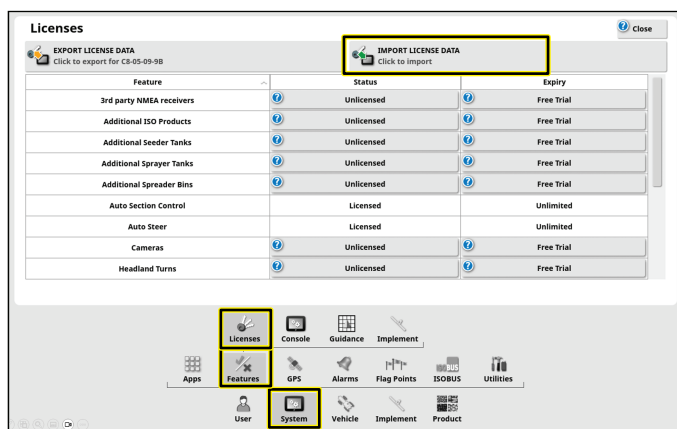 Licenses
Close
EXPORT LICENSE DATA
Click to export for C8-05-09-9B
IMPORT LICENSE DATA
Click to import
Feature Status Expiry
3rd party NMEA receivers Unlicensed Free Trial
Additional ISO Products Unlicensed Free Trial
Additional Seeder Tanks Unlicensed Free Trial
Additional Sprayer Tanks Unlicensed Free Trial
Additional Spreader Bins Unlicensed Free Trial
Auto Section Control Licensed Unlimited
Auto Steer Licensed Unlimited
Cameras Unlicensed Free Trial
Headland Turns Unlicensed Free Trial
Licenses Console Guidance Implement
ISOBUS
Apps Features GPS Alarms Flag Points ISOBUS Utilities
User System Vehicle Implement Product